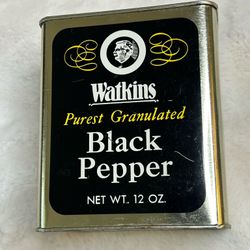 Watkins
Purest Granulated
Black
Pepper
NET WT. 12 OZ.